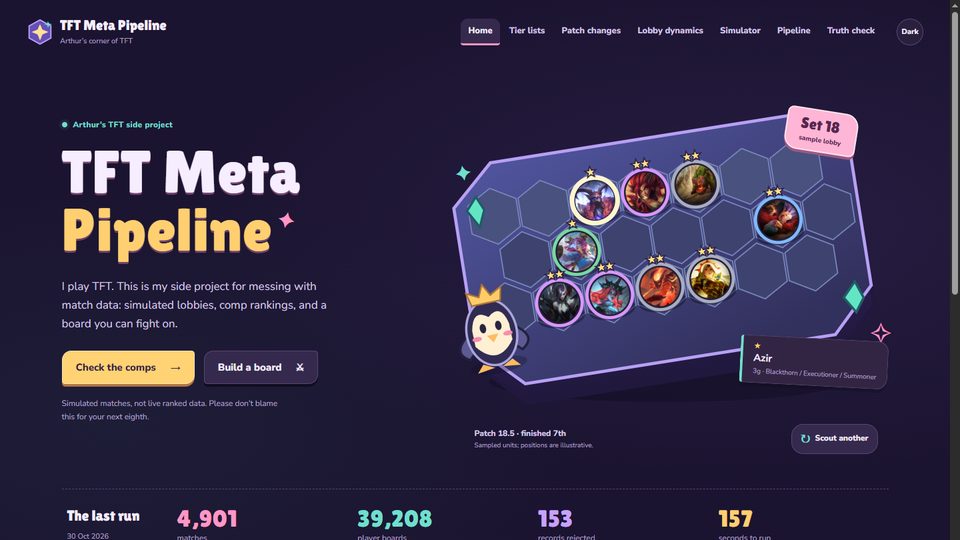 TFT Meta Pipeline
Arthur's corner of TFT
Home
Tier lists
Patch changes
Lobby dynamics
Simulator
Pipeline
Truth check
Dark
Arthur's TFT side project
TFT Meta
Pipeline
I play TFT. This is my side project for messing with
match data: simulated lobbies, comp rankings, and a
board you can fight on.
Check the comps →
Build a board
Simulated matches, not live ranked data. Please don't blame
this for your next eighth.
Set 18
sample lobby
Azir
3g · Blackthorn / Executioner / Summoner
Patch 18.5 · finished 7th
Sampled units; positions are illustrative.
Scout another
The last run
30 Oct 2026
4,901
matches
39,208
player boards
153
records rejected
157
seconds to run